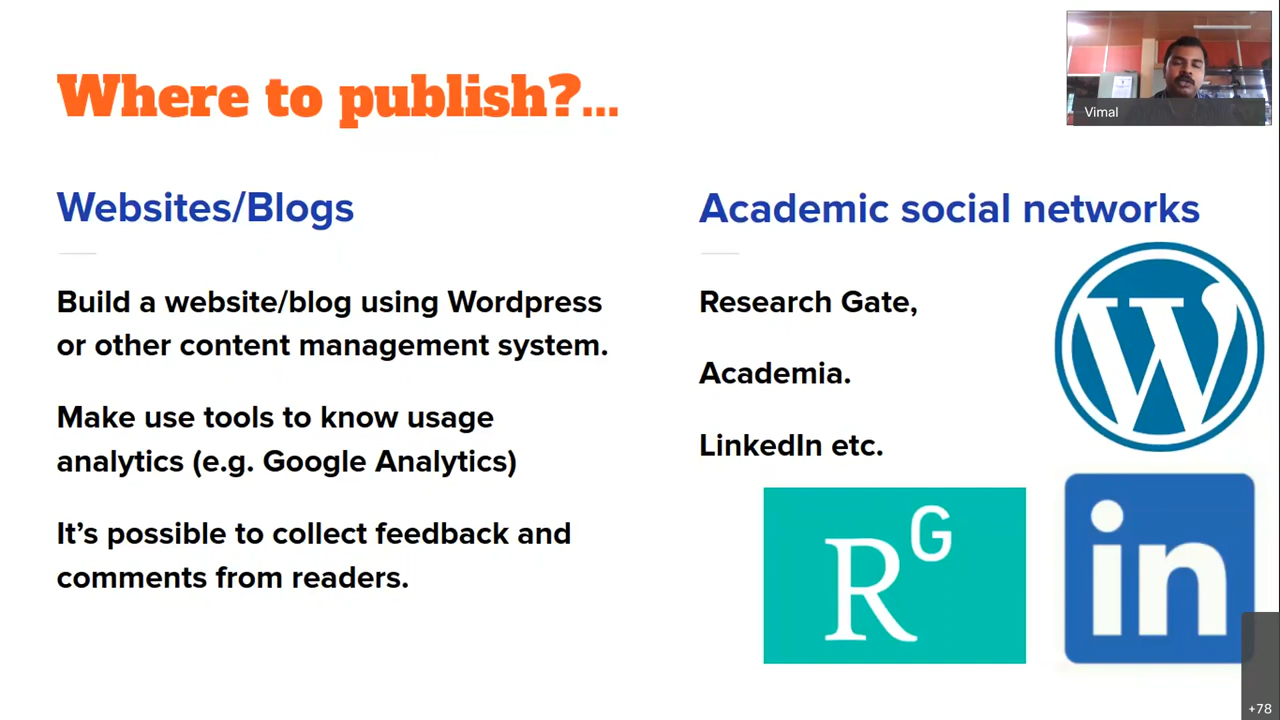 Where to publish?...
Vimal
Websites/Blogs
Build a website/blog using Wordpress
or other content management system.
Make use tools to know usage
analytics (e.g. Google Analytics)
It's possible to collect feedback and
comments from readers.
Academic social networks
Research Gate,
Academia.
LinkedIn etc.
W
RG
in
+78